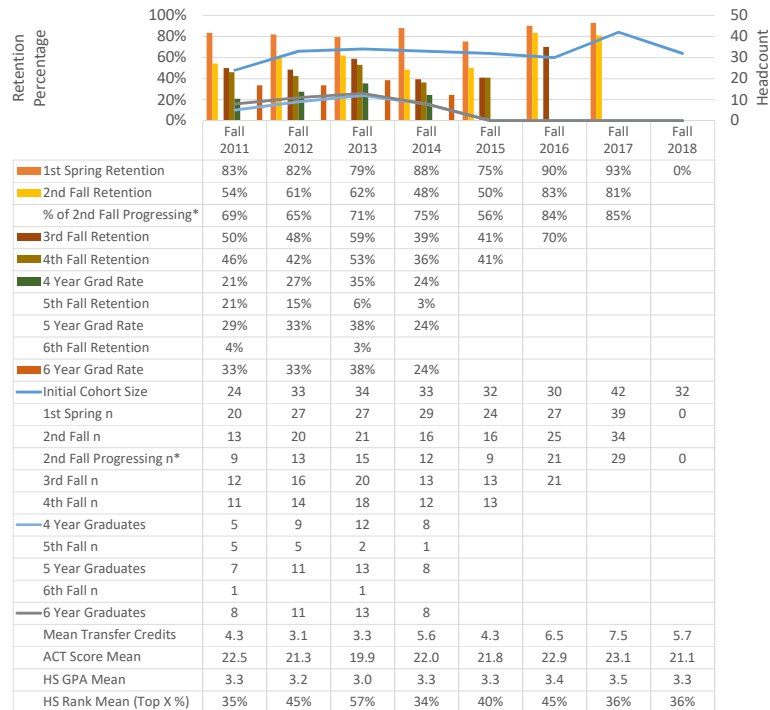 Retention
Percentage
100%
80%
60%
40%
20%
0%
50
40
30
20
10
0
Headcount
Fall 2011 Fall 2012 Fall 2013 Fall 2014 Fall 2015 Fall 2016 Fall 2017 Fall 2018
1st Spring Retention 83% 82% 79% 88% 75% 90% 93% 0%
2nd Fall Retention 54% 61% 62% 48% 50% 83% 81%
% of 2nd Fall Progressing* 69% 65% 71% 75% 56% 84% 85%
3rd Fall Retention 50% 48% 59% 39% 41% 70%
4th Fall Retention 46% 42% 53% 36% 41%
4 Year Grad Rate 21% 27% 35% 24%
5th Fall Retention 21% 15% 6% 3%
5 Year Grad Rate 29% 33% 38% 24%
6th Fall Retention 4% 3%
6 Year Grad Rate 33% 33% 38% 24%
Initial Cohort Size 24 33 34 33 32 30 42 32
1st Spring n 20 27 27 29 24 27 39 0
2nd Fall n 13 20 21 16 16 25 34
2nd Fall Progressing n* 9 13 15 12 9 21 29 0
3rd Fall n 12 16 20 13 13 21
4th Fall n 11 14 18 12 13
4 Year Graduates 5 9 12 8
5th Fall n 5 5 2 1
5 Year Graduates 7 11 13 8
6th Fall n 1 1
6 Year Graduates 8 11 13 8
Mean Transfer Credits 4.3 3.1 3.3 5.6 4.3 6.5 7.5 5.7
ACT Score Mean 22.5 21.3 19.9 22.0 21.8 22.9 23.1 21.1
HS GPA Mean 3.3 3.2 3.0 3.3 3.3 3.4 3.5 3.3
HS Rank Mean (Top X %) 35% 45% 57% 34% 40% 45% 36% 36%